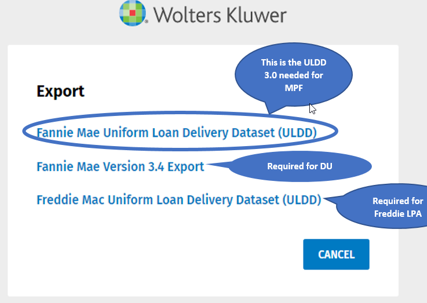 Wolters Kluwer
This is the ULDD
3.0 needed for
MPF
Export
Fannie Mae Uniform Loan Delivery Dataset (ULDD)
Fannie Mae Version 3.4 Export
Required for DU
Freddie Mac Uniform Loan Delivery Dataset (ULDD)
Required for
Freddie LPA
CANCEL